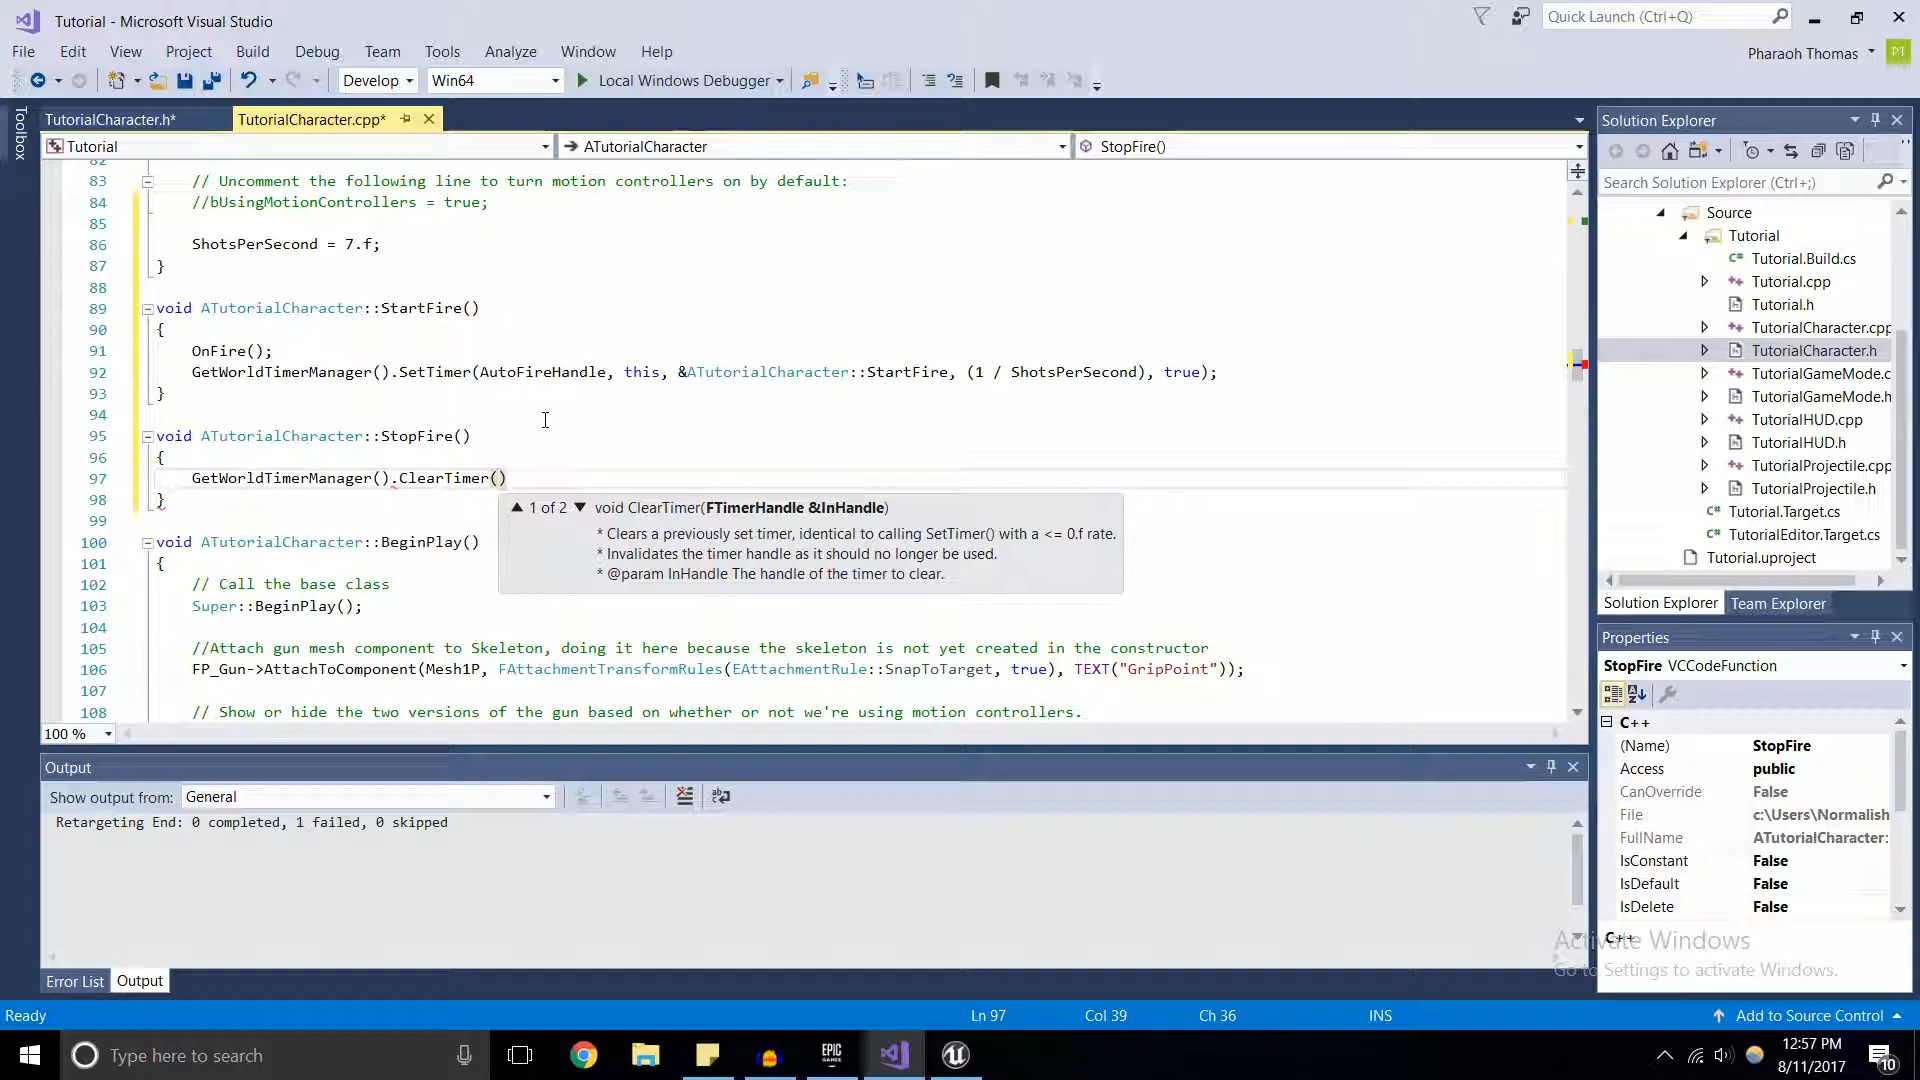 Tutorial - Microsoft Visual Studio
Quick Launch (Ctrl+Q)
File Edit View Project Build Debug Team Tools Analyze Window Help
Pharaoh Thomas
PT
Develop Win64 Local Windows Debugger
Toolbox
TutorialCharacter.h*
TutorialCharacter.cpp*
Tutorial
ATutorialCharacter
StopFire()
82
83 // Uncomment the following line to turn motion controllers on by default:
84 //bUsingMotionControllers = true;
85
86 ShotsPerSecond = 7.f;
87 }
88
89 void ATutorialCharacter::StartFire()
90 {
91 OnFire();
92 GetWorldTimerManager().SetTimer(AutoFireHandle, this, &ATutorialCharacter::StartFire, (1 / ShotsPerSecond), true);
93 }
94
95 void ATutorialCharacter::StopFire()
96 {
97 GetWorldTimerManager().ClearTimer()
98 }
99
100 void ATutorialCharacter::BeginPlay()
101 {
102 // Call the base class
103 Super::BeginPlay();
104
105 //Attach gun mesh component to Skeleton, doing it here because the skeleton is not yet created in the constructor
106 FP_Gun->AttachToComponent(Mesh1P, FAttachmentTransformRules(EAttachmentRule::SnapToTarget, true), TEXT("GripPoint"));
107
108 // Show or hide the two versions of the gun based on whether or not we're using motion controllers.
▲ 1 of 2 ▼ void ClearTimer(FTimerHandle &InHandle)
* Clears a previously set timer, identical to calling SetTimer() with a <= 0.f rate.
* Invalidates the timer handle as it should no longer be used.
* @param InHandle The handle of the timer to clear.
100 %
Output
Show output from: General
Retargeting End: 0 completed, 1 failed, 0 skipped
Error List Output
Solution Explorer
Search Solution Explorer (Ctrl+;)
Source
Tutorial
Tutorial.Build.cs
Tutorial.cpp
Tutorial.h
TutorialCharacter.cpp
TutorialCharacter.h
TutorialGameMode.c
TutorialGameMode.h
TutorialHUD.cpp
TutorialHUD.h
TutorialProjectile.cpp
TutorialProjectile.h
Tutorial.Target.cs
TutorialEditor.Target.cs
Tutorial.uproject
Solution Explorer Team Explorer
Properties
StopFire VCCodeFunction
C++
(Name) StopFire
Access public
CanOverride False
File c:\Users\Normalish
FullName ATutorialCharacter:
IsConstant False
IsDefault False
IsDelete False
C++
Activate Windows
Go to Settings to activate Windows.
Ready Ln 97 Col 39 Ch 36 INS Add to Source Control
Type here to search
EPIC GAMES
12:57 PM
8/11/2017
10